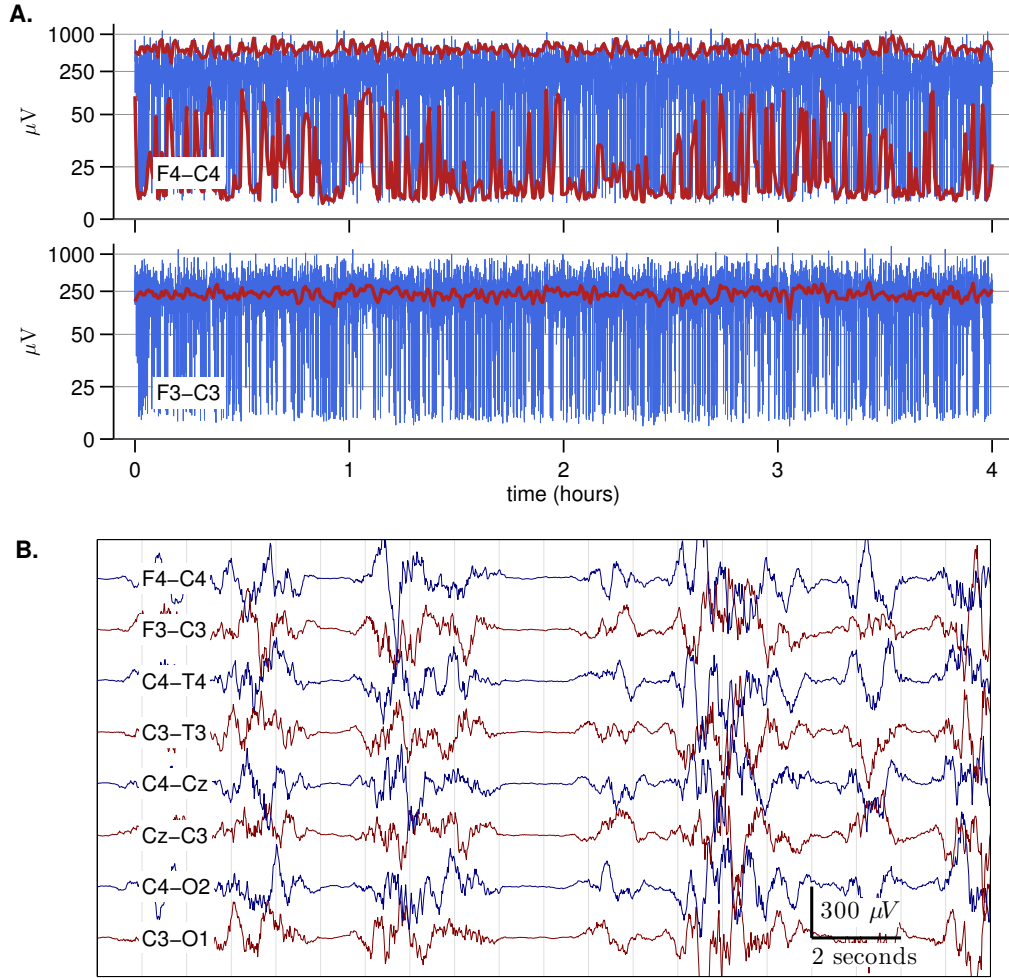 A.
1000
250
50
25
0
μV
F4−C4
1000
250
50
25
0
μV
F3−C3
0 1 2 3 4
time (hours)
B.
F4−C4
F3−C3
C4−T4
C3−T3
C4−Cz
Cz−C3
C4−O2
C3−O1
300 μV
2 seconds